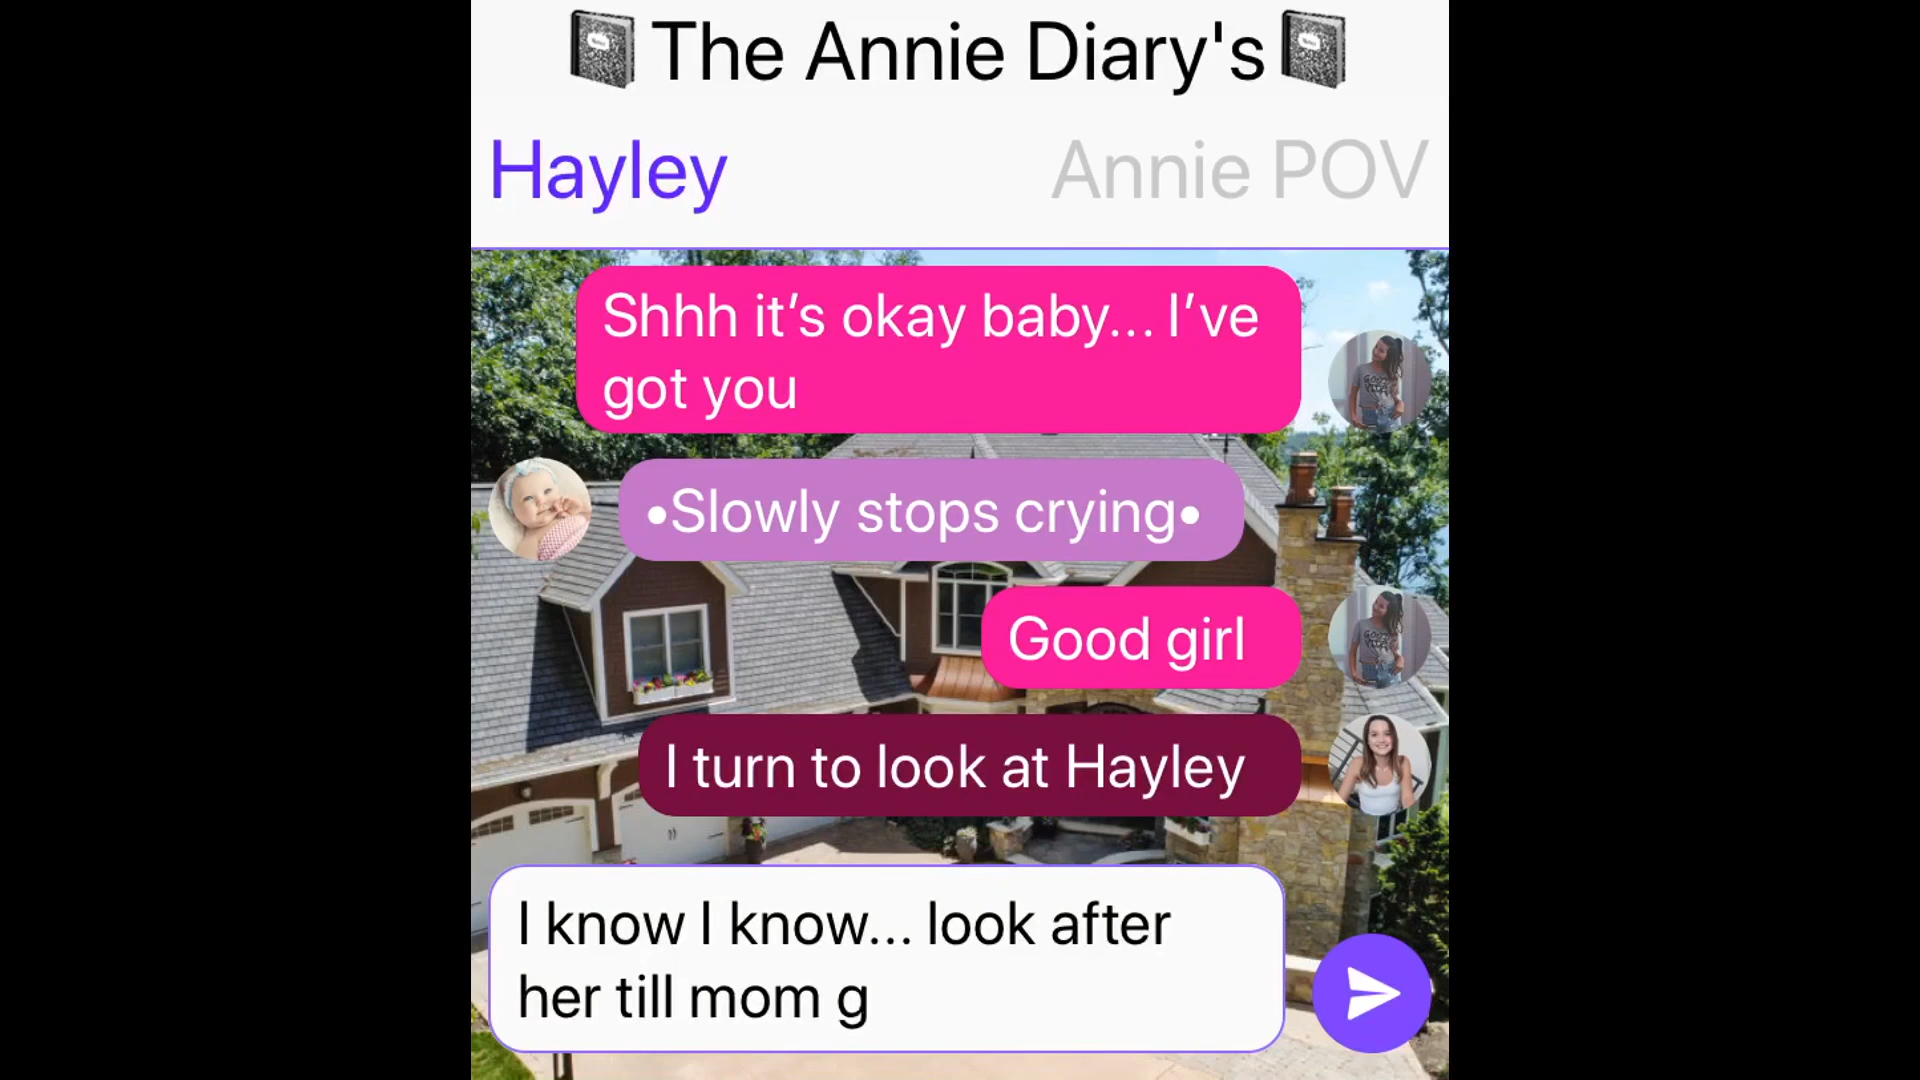 The Annie Diary's
Hayley Annie POV
Shhh it’s okay baby... I’ve
got you
•Slowly stops crying•
Good girl
I turn to look at Hayley
I know I know... look after
her till mom g